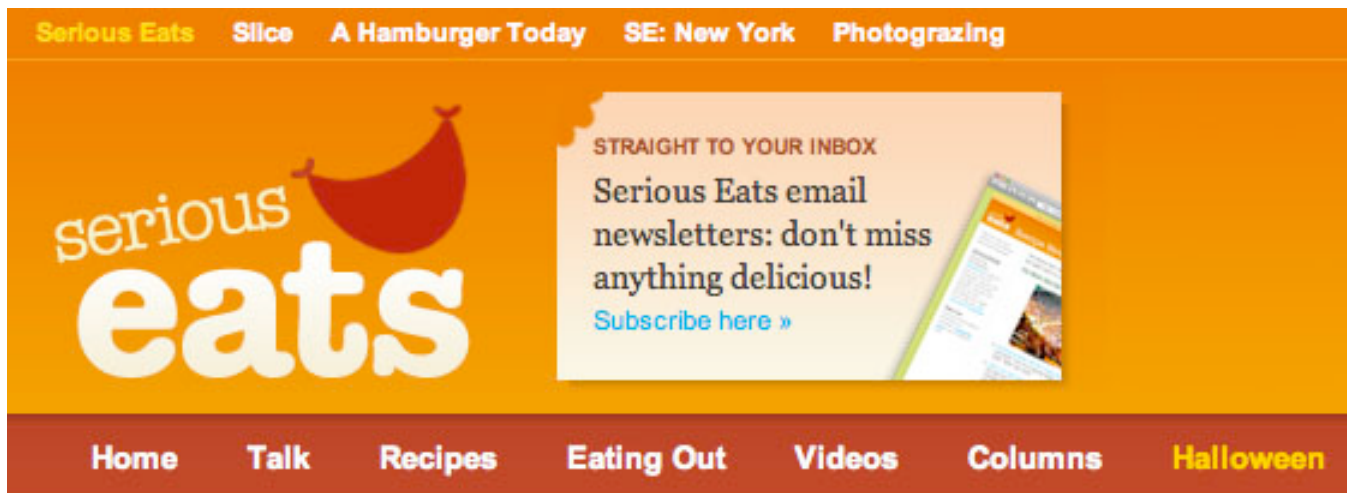 Serious Eats Slice A Hamburger Today SE: New York Photograzing
serious
eats
STRAIGHT TO YOUR INBOX
Serious Eats email
newsletters: don't miss
anything delicious!
Subscribe here »
Home Talk Recipes Eating Out Videos Columns Halloween